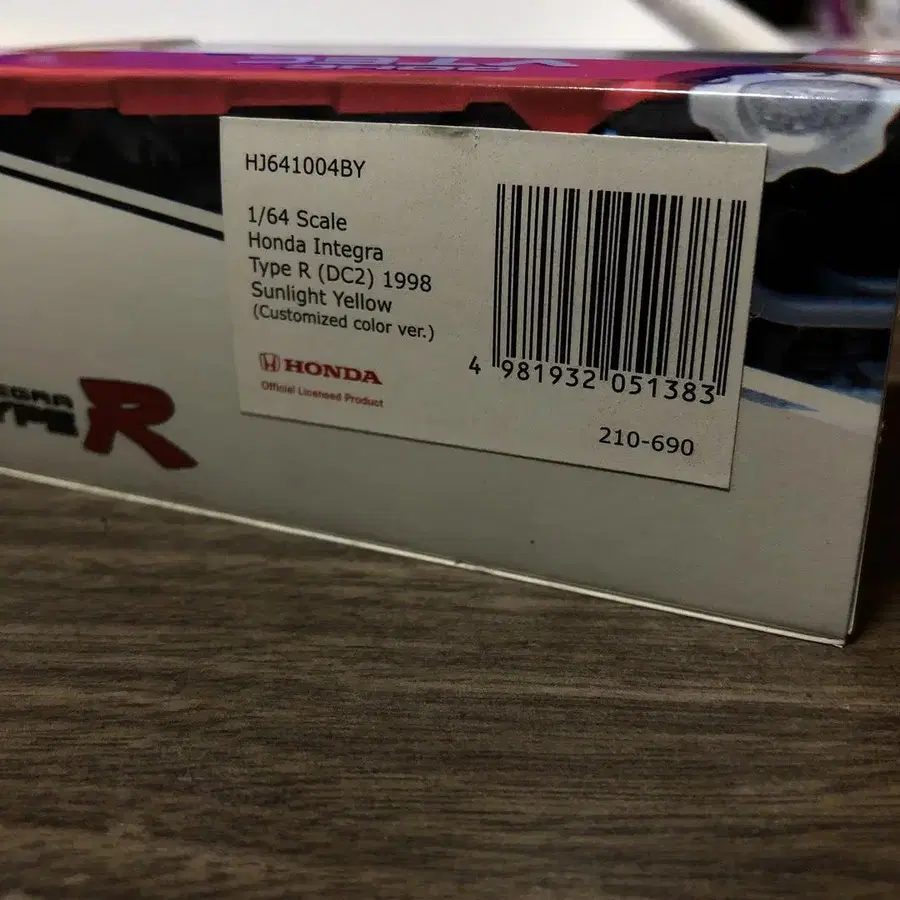 VTEC
HJ641004BY
1/64 Scale
Honda Integra
Type R (DC2) 1998
Sunlight Yellow
(Customized color ver.)
HONDA
Official Licensed Product
4 981932 051383
210-690
R